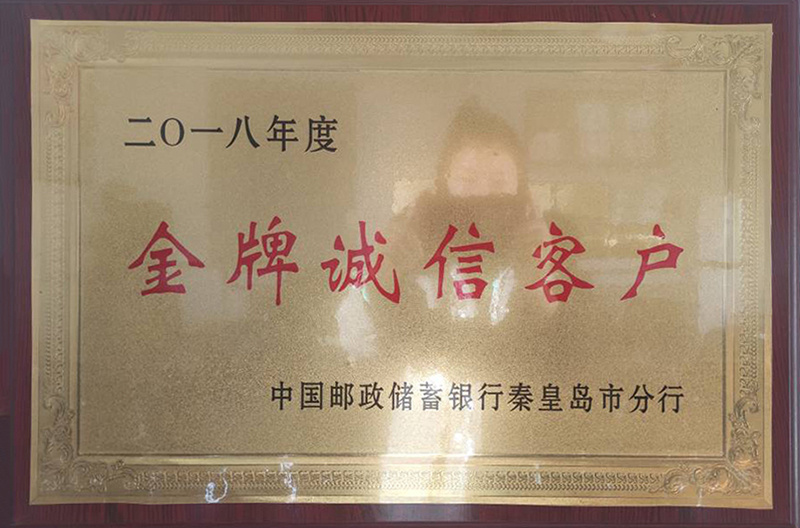 二〇一八年度
金牌诚信客户
中国邮政储蓄银行秦皇岛市分行